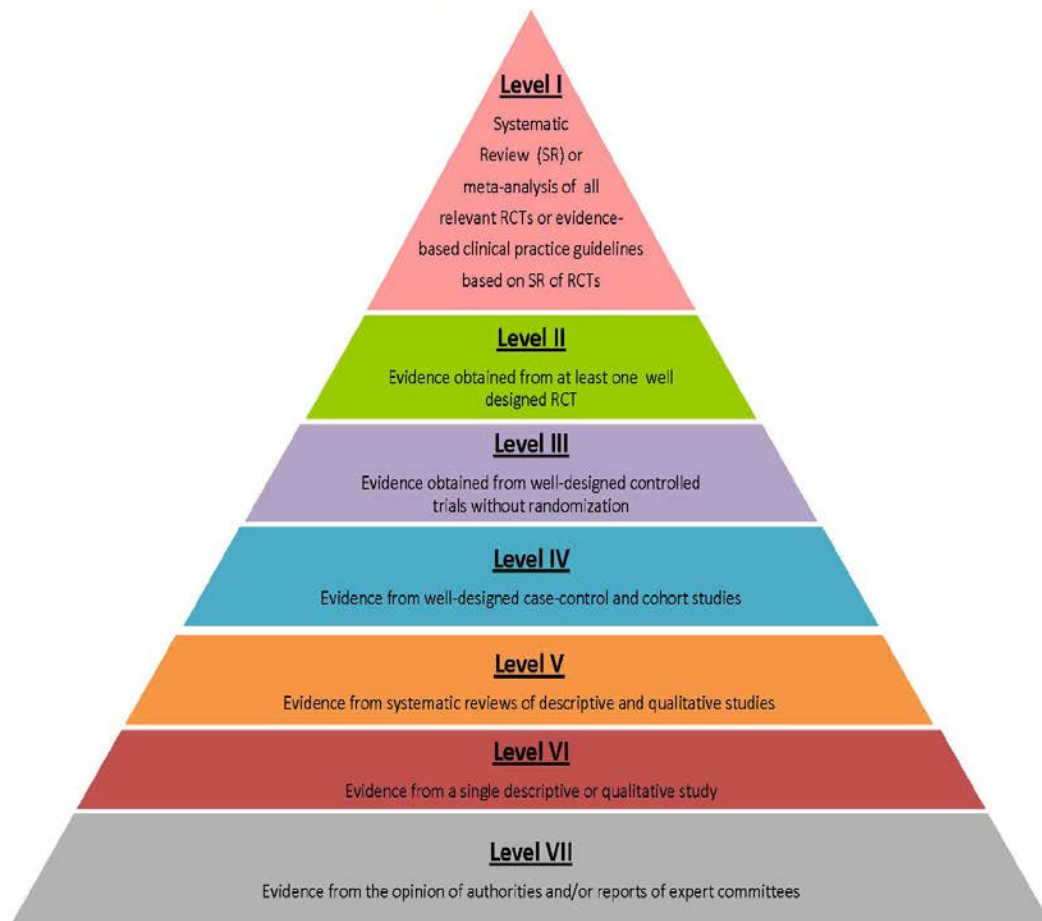 Level I
Systematic
Review (SR) or
meta-analysis of all
relevant RCTs or evidence-
based clinical practice guidelines
based on SR of RCTs
Level II
Evidence obtained from at least one well
designed RCT
Level III
Evidence obtained from well-designed controlled
trials without randomization
Level IV
Evidence from well-designed case-control and cohort studies
Level V
Evidence from systematic reviews of descriptive and qualitative studies
Level VI
Evidence from a single descriptive or qualitative study
Level VII
Evidence from the opinion of authorities and/or reports of expert committees